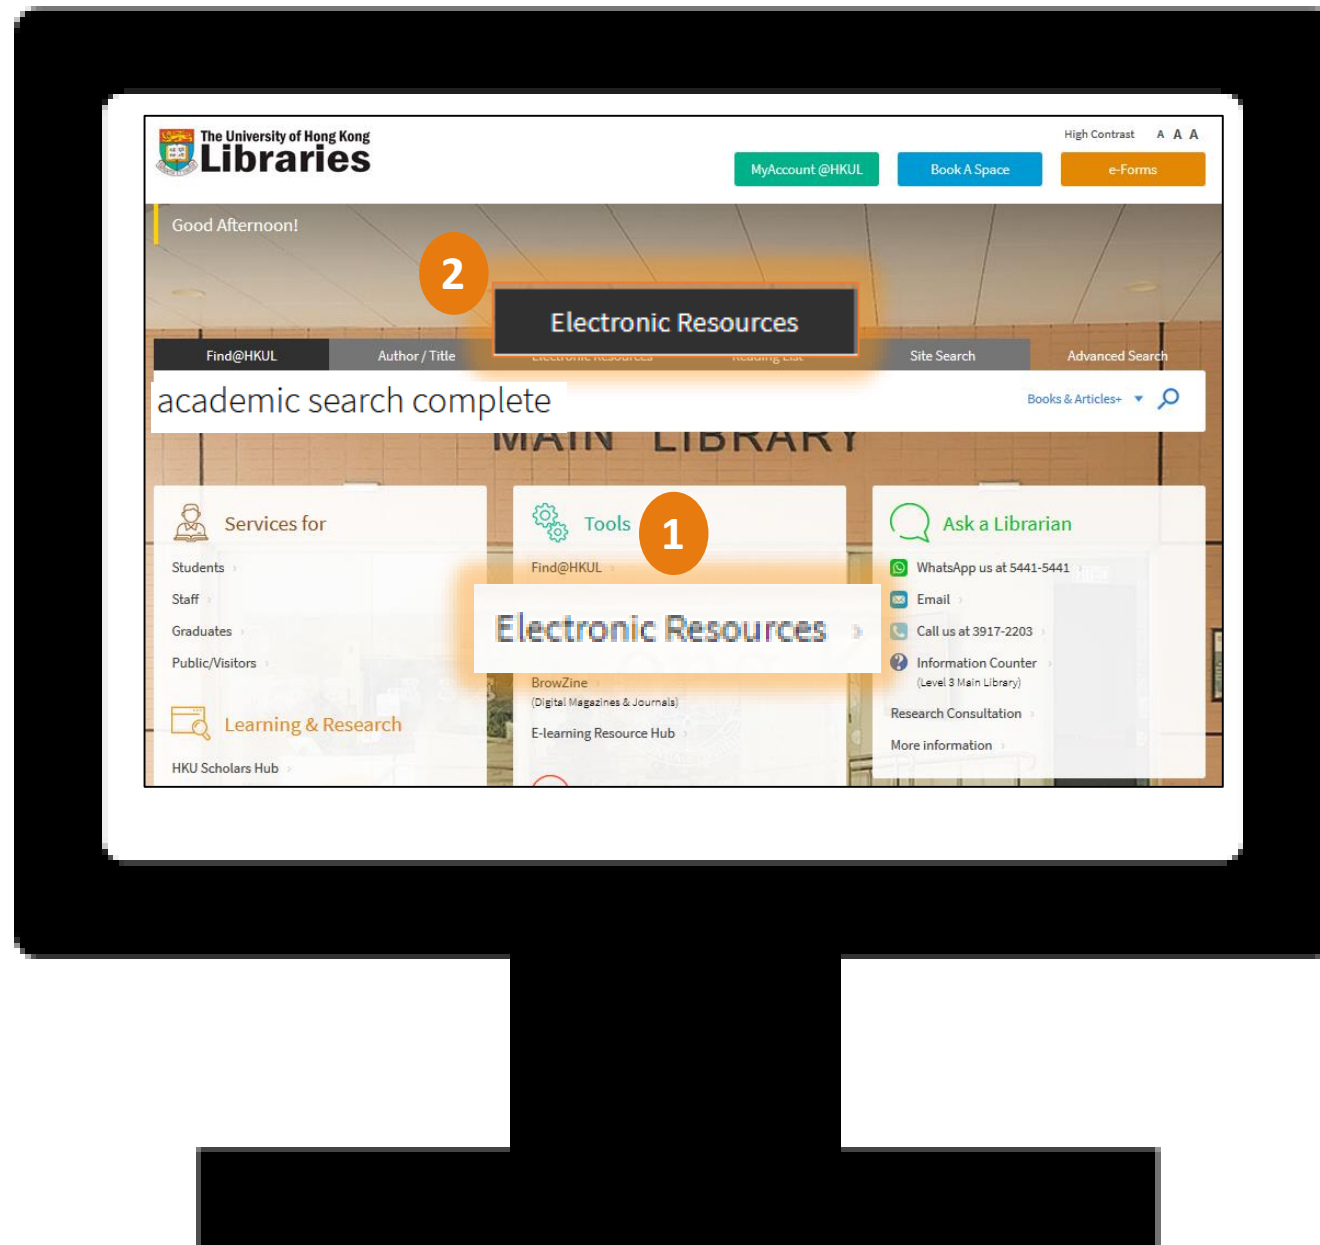 The University of Hong Kong
Libraries
High Contrast A A A
MyAccount @HKUL
Book A Space
e-Forms
Good Afternoon!
2
Electronic Resources
Find@HKUL
Author / Title
Electronic Resources
Reading List
Site Search
Advanced Search
academic search complete
Books & Articles+
MAIN LIBRARY
Services for
Students
Staff
Graduates
Public/Visitors
Learning & Research
HKU Scholars Hub
Tools
1
Find@HKUL
Electronic Resources
BrowZine
(Digital Magazines & Journals)
E-learning Resource Hub
Ask a Librarian
WhatsApp us at 5441-5441
Email
Call us at 3917-2203
Information Counter
(Level 3 Main Library)
Research Consultation
More information